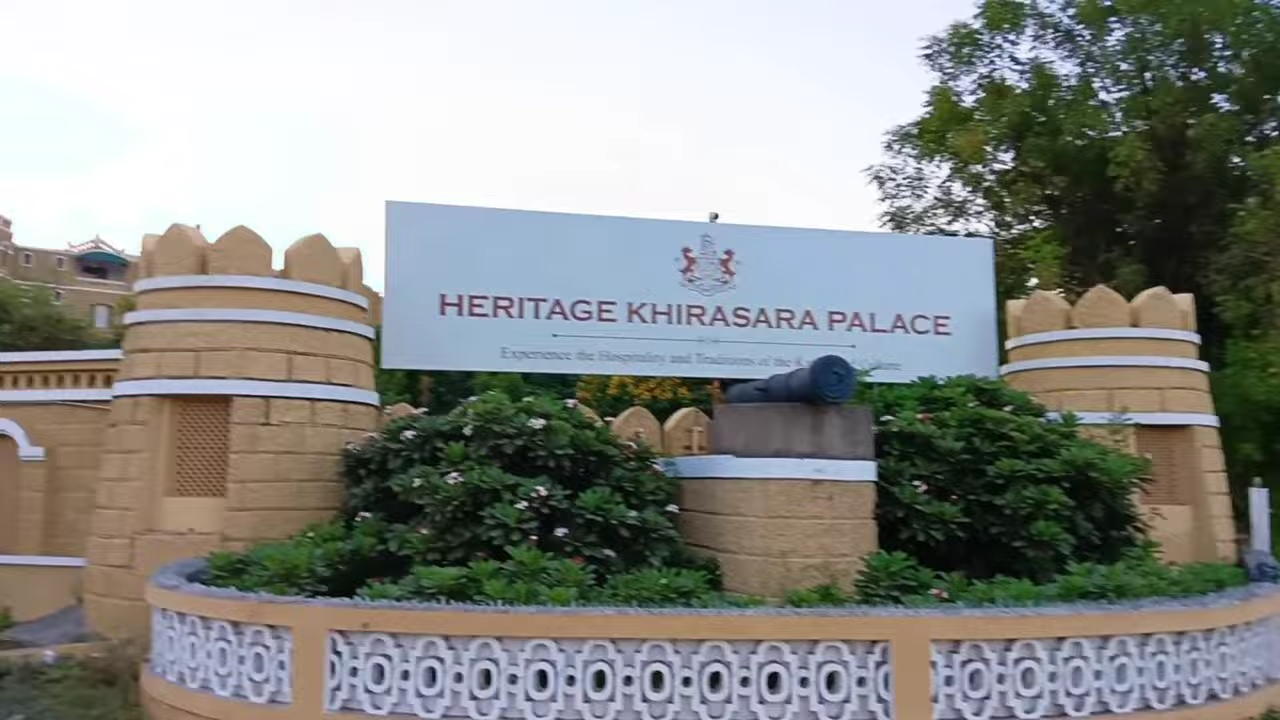 HERITAGE KHIRASARA PALACE
Experience the Hospitality and Traditions of the